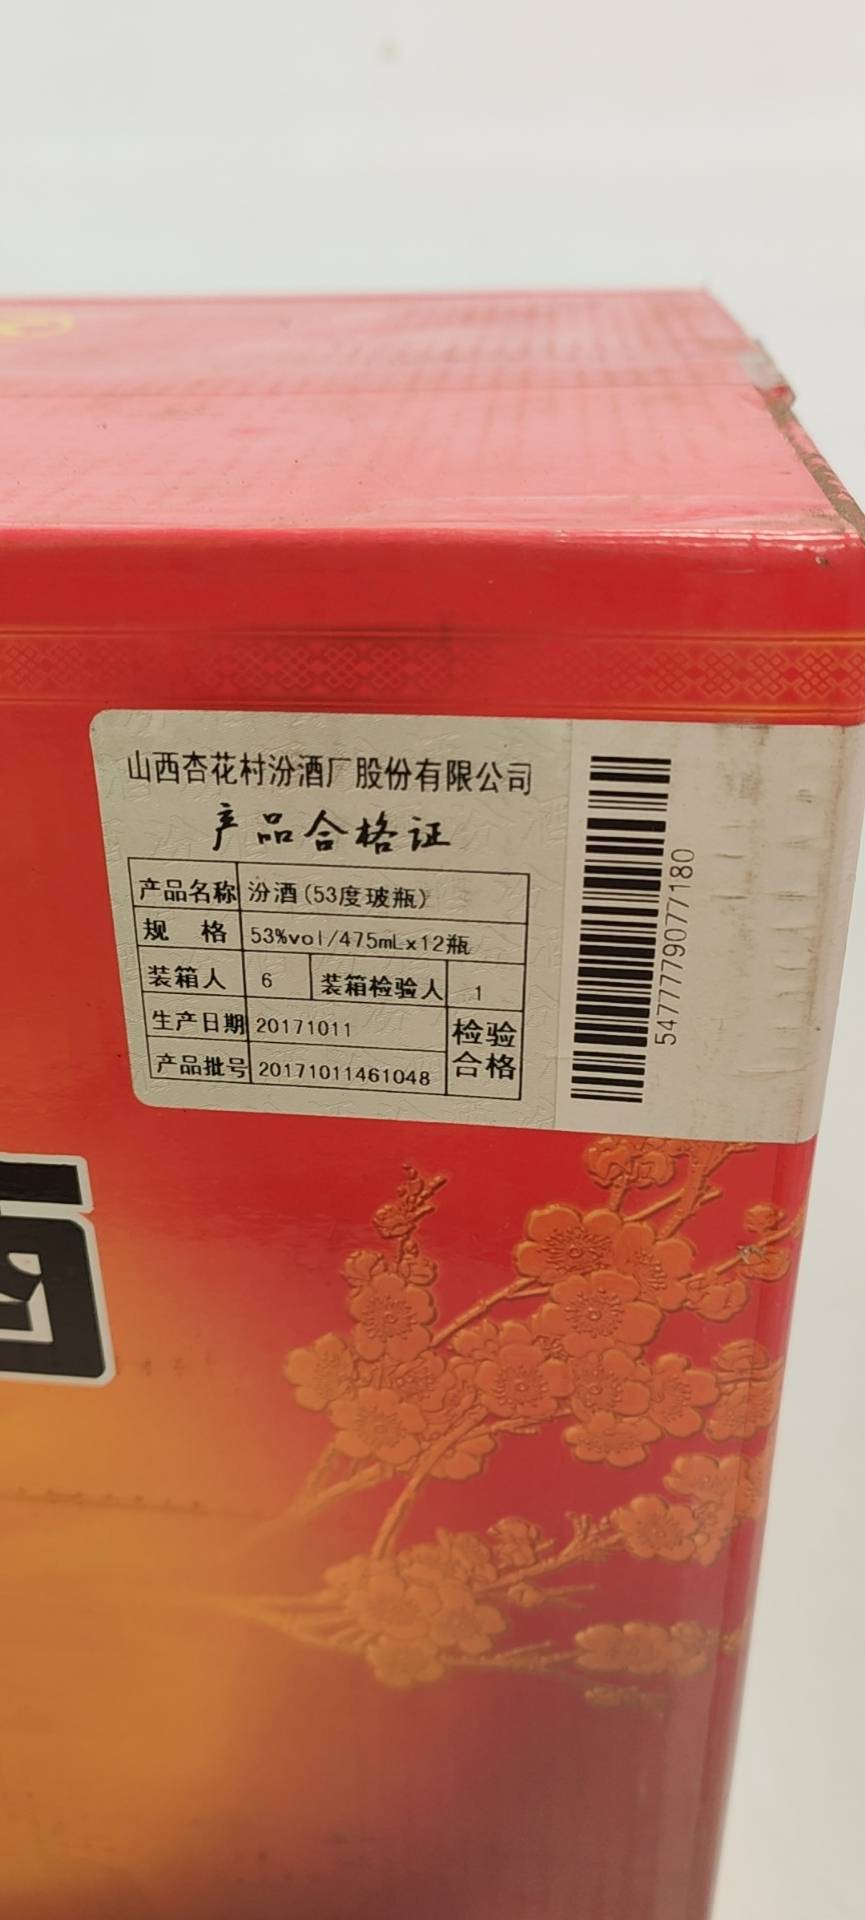 山西杏花村汾酒厂股份有限公司
产品合格证
产品名称 汾酒(53度玻瓶)
规 格 53%vol/475mL×12瓶
装箱人 6 装箱检验人 1
生产日期 20171011 检验
产品批号 20171011461048 合格
5477779077180